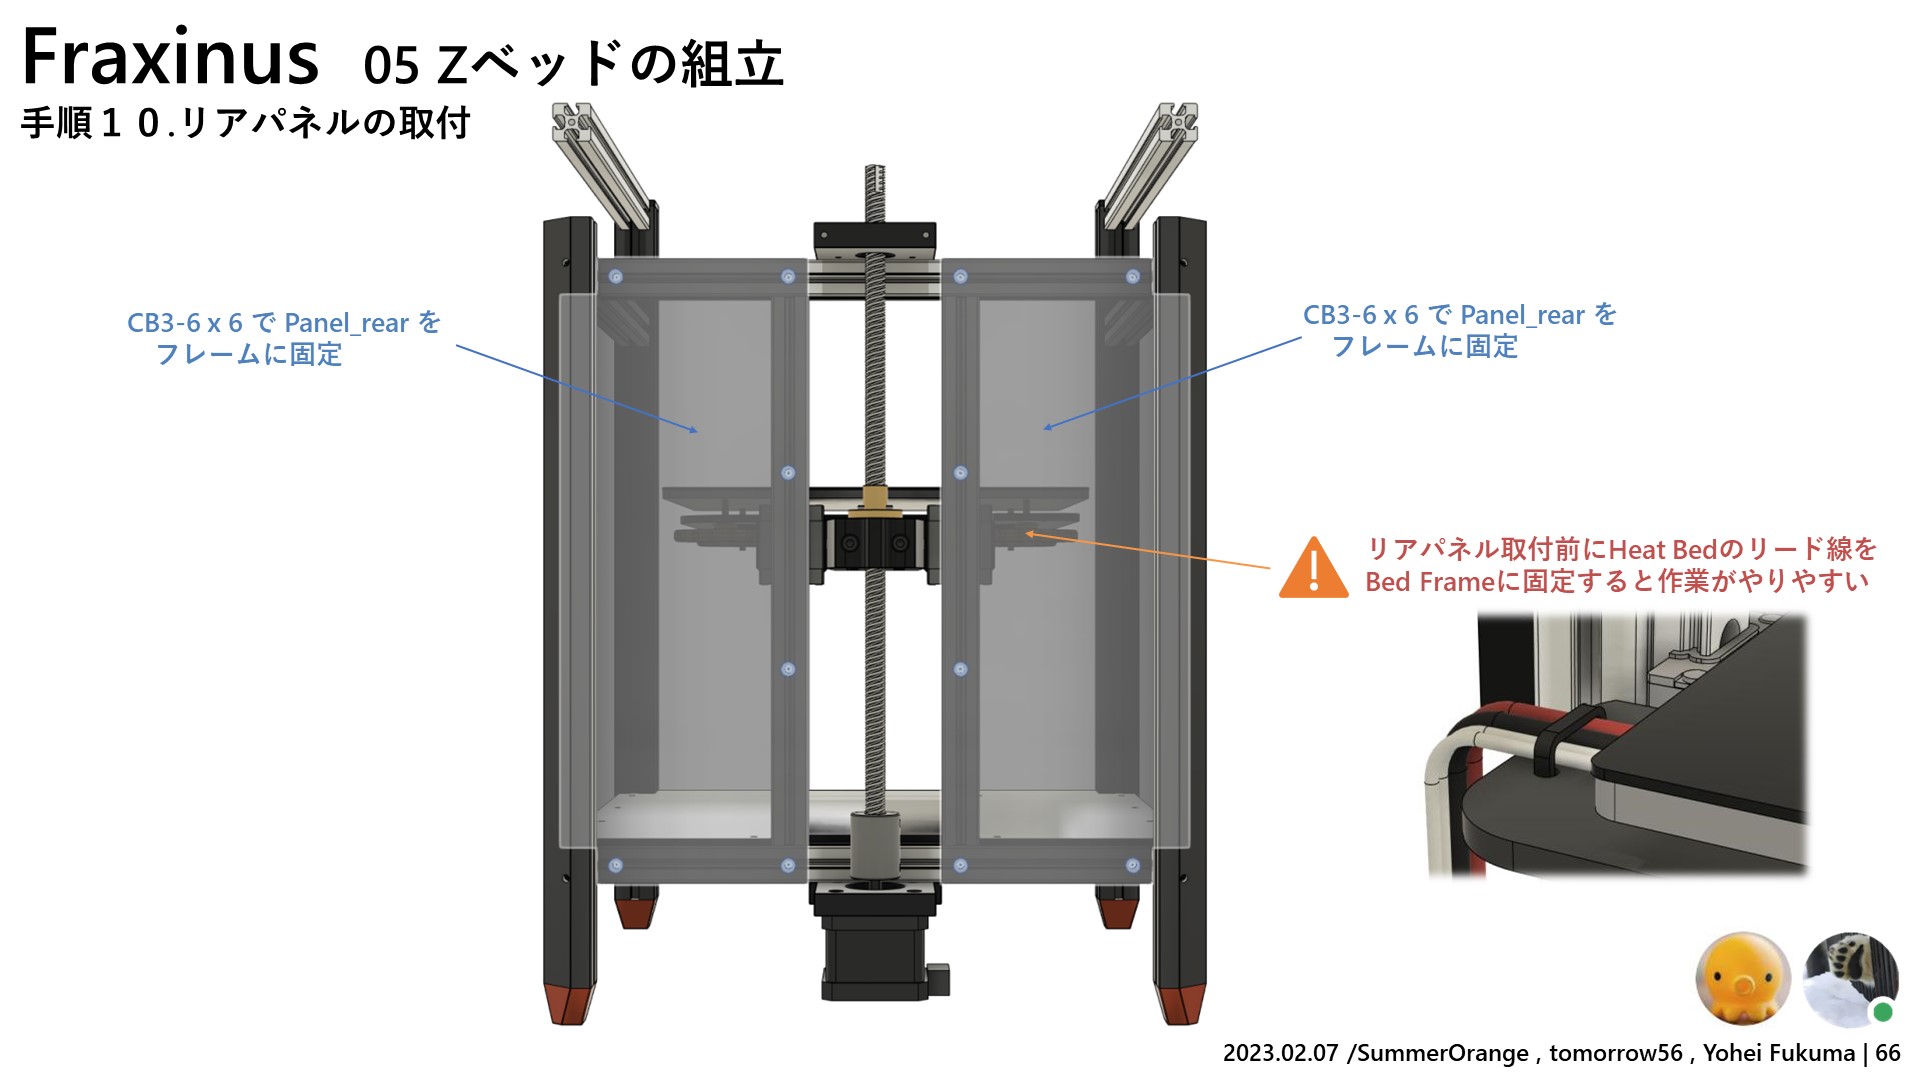 Fraxinus 05 Zベッドの組立
手順１０.リアパネルの取付
CB3-6 x 6 で Panel_rear を
フレームに固定
CB3-6 x 6 で Panel_rear を
フレームに固定
リアパネル取付前にHeat Bedのリード線を
Bed Frameに固定すると作業がやりやすい
2023.02.07 /SummerOrange , tomorrow56 , Yohei Fukuma | 66